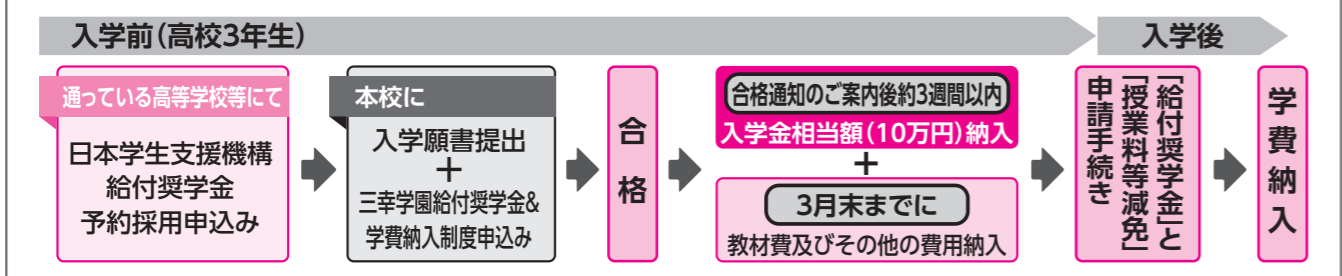 入学前(高校3年生)
入学後
通っている高等学校等にて
日本学生支援機構
給付奨学金
予約採用申込み
本校に
入学願書提出
+
三幸学園給付奨学金&
学費納入制度申込み
合格
合格通知のご案内後約3週間以内
入学金相当額(10万円)納入
+
3月末までに
教材費及びその他の費用納入
「給付奨学金」と
「授業料等減免」
申請手続き
学費納入